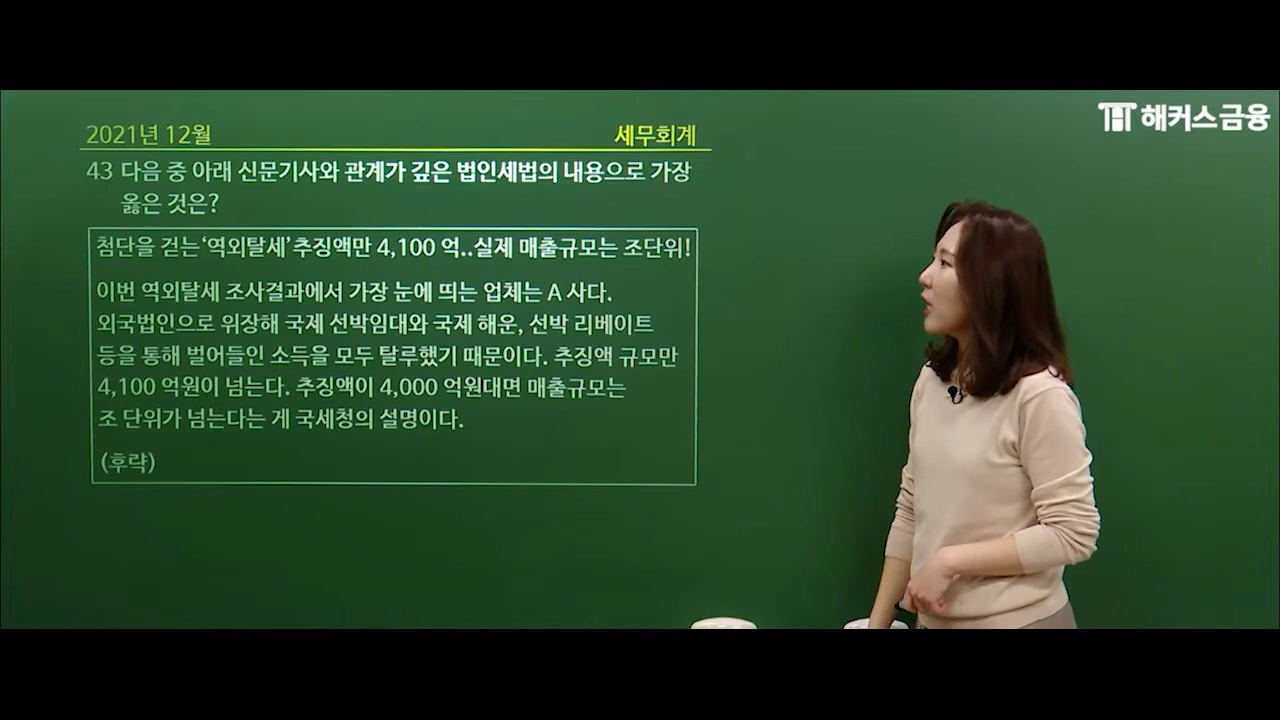 해커스금융
2021년 12월 세무회계
43 다음 중 아래 신문기사와 관계가 깊은 법인세법의 내용으로 가장
옳은 것은?
첨단을 걷는 ‘역외탈세’ 추징액만 4,100 억..실제 매출규모는 조단위!
이번 역외탈세 조사결과에서 가장 눈에 띄는 업체는 A 사다.
외국법인으로 위장해 국제 선박임대와 국제 해운, 선박 리베이트
등을 통해 벌어들인 소득을 모두 탈루했기 때문이다. 추징액 규모만
4,100 억원이 넘는다. 추징액이 4,000 억원대면 매출규모는
조 단위가 넘는다는 게 국세청의 설명이다.
(후략)